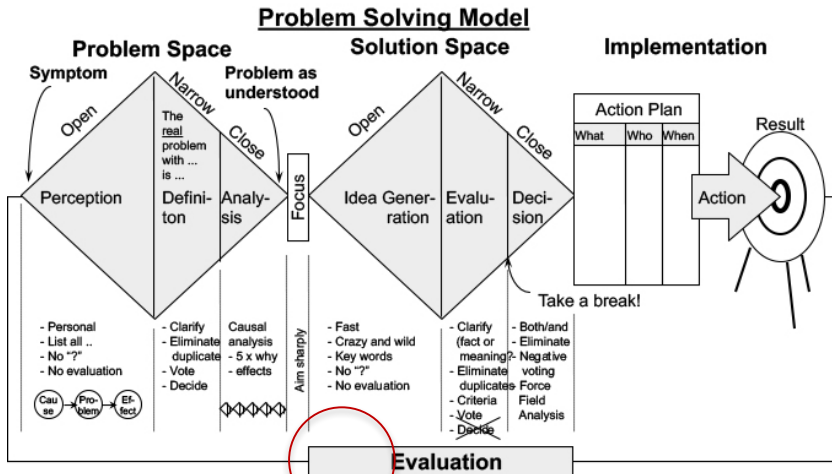 Problem Solving Model
Problem Space
Solution Space
Implementation
Symptom
Problem as
understood
Open
Narrow
Close
The
real
problem
with ...
is ...
Perception
Defini-
ton
Analy-
sis
Focus
Open
Narrow
Close
Idea Gener-
ration
Evalu-
ation
Deci-
sion
Take a break!
Action Plan
What
Who
When
Action
Result
- Personal
- List all ..
- No "?"
- No evaluation
Cau
se
Pro-
blem
Ef-
fect
- Clarify
- Eliminate
duplicate
- Vote
- Decide
Causal
analysis
- 5 x why
- effects
Aim sharply
- Fast
- Crazy and wild
- Key words
- No "?"
- No evaluation
- Clarify
(fact or
meaning?
- Eliminate
duplicates
- Criteria
- Vote
- Decide
- Both/and
- Eliminate
- Negative
voting
- Force
Field
Analysis
Evaluation